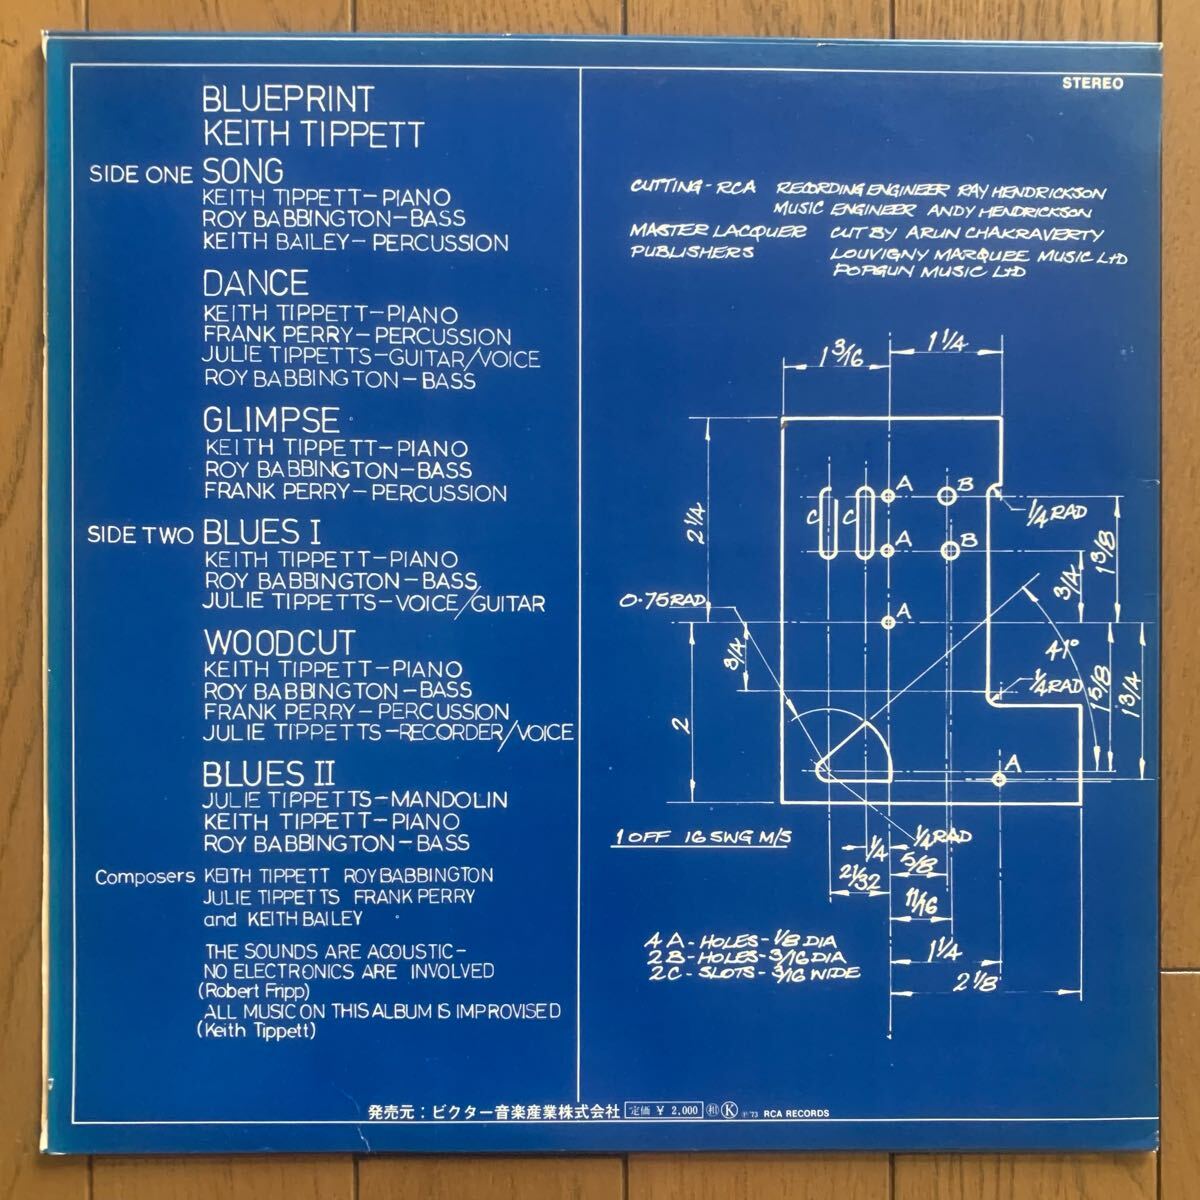 STEREO
BLUEPRINT
KEITH TIPPETT
SIDE ONE SONG
KEITH TIPPETT-PIANO
ROY BABBINGTON-BASS
KEITH BAILEY-PERCUSSION
DANCE
KEITH TIPPETT-PIANO
FRANK PERRY-PERCUSSION
JULIE TIPPETTS-GUITAR/VOICE
ROY BABBINGTON-BASS
GLIMPSE
KEITH TIPPETT-PIANO
ROY BABBINGTON-BASS
FRANK PERRY-PERCUSSION
SIDE TWO BLUES I
KEITH TIPPETT-PIANO
ROY BABBINGTON-BASS
JULIE TIPPETTS-VOICE/GUITAR
WOODCUT
KEITH TIPPETT-PIANO
ROY BABBINGTON-BASS
FRANK PERRY-PERCUSSION
JULIE TIPPETTS-RECORDER/VOICE
BLUES II
JULIE TIPPETTS-MANDOLIN
KEITH TIPPETT-PIANO
ROY BABBINGTON-BASS
Composers KEITH TIPPETT ROY BABBINGTON
JULIE TIPPETTS FRANK PERRY
and KEITH BAILEY
THE SOUNDS ARE ACOUSTIC-
NO ELECTRONICS ARE INVOLVED
(Robert Fripp)
ALL MUSIC ON THIS ALBUM IS IMPROVISED
(Keith Tippett)
CUTTING-RCA RECORDING ENGINEER RAY HENDRICKSON
MUSIC ENGINEER ANDY HENDRICKSON
MASTER LACQUER CUT BY ARUN CHAKRAVERTY
PUBLISHERS LOUVIGNY MARQUEE MUSIC LTD
POPGUN MUSIC LTD
1 3/16
1 1/4
A
B
C
C
A
B
A
2 1/4
1/4 RAD
1 3/8
3/4
0.75 RAD
3/4
2
41°
1/4 RAD
1 5/8
1 3/4
A
1 OFF 16 SWG M/S
1/4
1/4 RAD
5/8
21/32
11/16
1 1/4
2 1/8
4 A-HOLES-1/8 DIA
2 B-HOLES-3/16 DIA
2 C-SLOTS-3/16 WIDE
発売元：ビクター音楽産業株式会社 定価 ¥ 2,000 和 K ℗ '73 RCA RECORDS